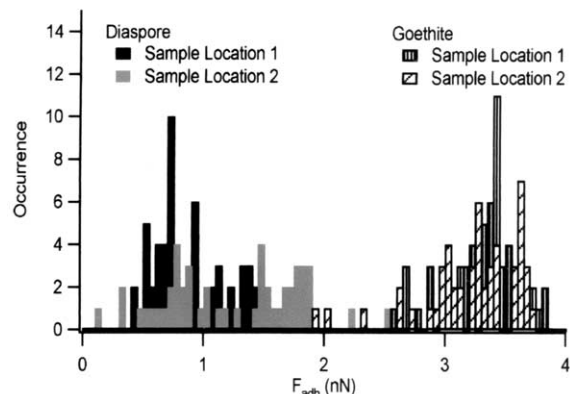 14
12
10
8
6
4
2
0
Occurrence
Diaspore
Sample Location 1
Sample Location 2
Goethite
Sample Location 1
Sample Location 2
0 1 2 3 4
F_adh (nN)